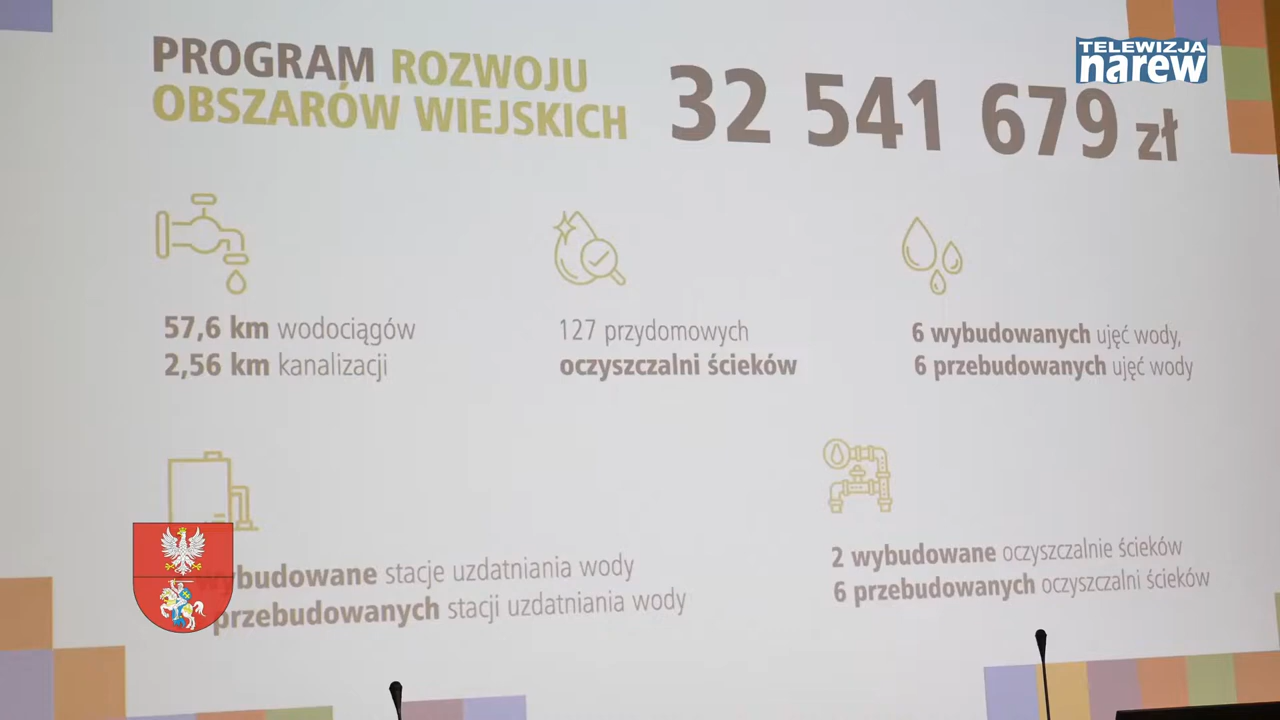 TELEWIZJA
narew
PROGRAM ROZWOJU
OBSZARÓW WIEJSKICH
32 541 679 zł
57,6 km wodociągów
2,56 km kanalizacji
127 przydomowych
oczyszczalni ścieków
6 wybudowanych ujęć wody,
6 przebudowanych ujęć wody
wybudowane stacje uzdatniania wody
przebudowanych stacji uzdatniania wody
2 wybudowane oczyszczalnie ścieków
6 przebudowanych oczyszczalni ścieków